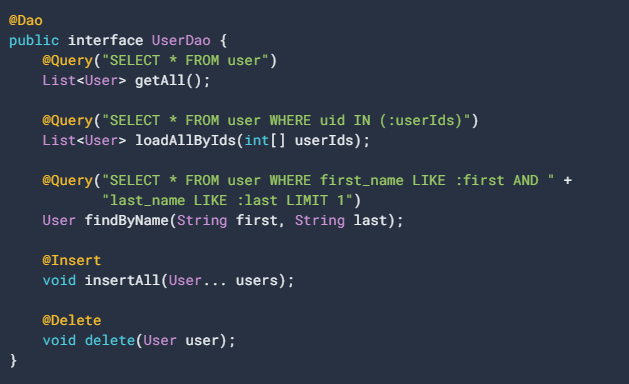 @Dao
public interface UserDao {
    @Query("SELECT * FROM user")
    List<User> getAll();

    @Query("SELECT * FROM user WHERE uid IN (:userIds)")
    List<User> loadAllByIds(int[] userIds);

    @Query("SELECT * FROM user WHERE first_name LIKE :first AND " +
           "last_name LIKE :last LIMIT 1")
    User findByName(String first, String last);

    @Insert
    void insertAll(User... users);

    @Delete
    void delete(User user);
}